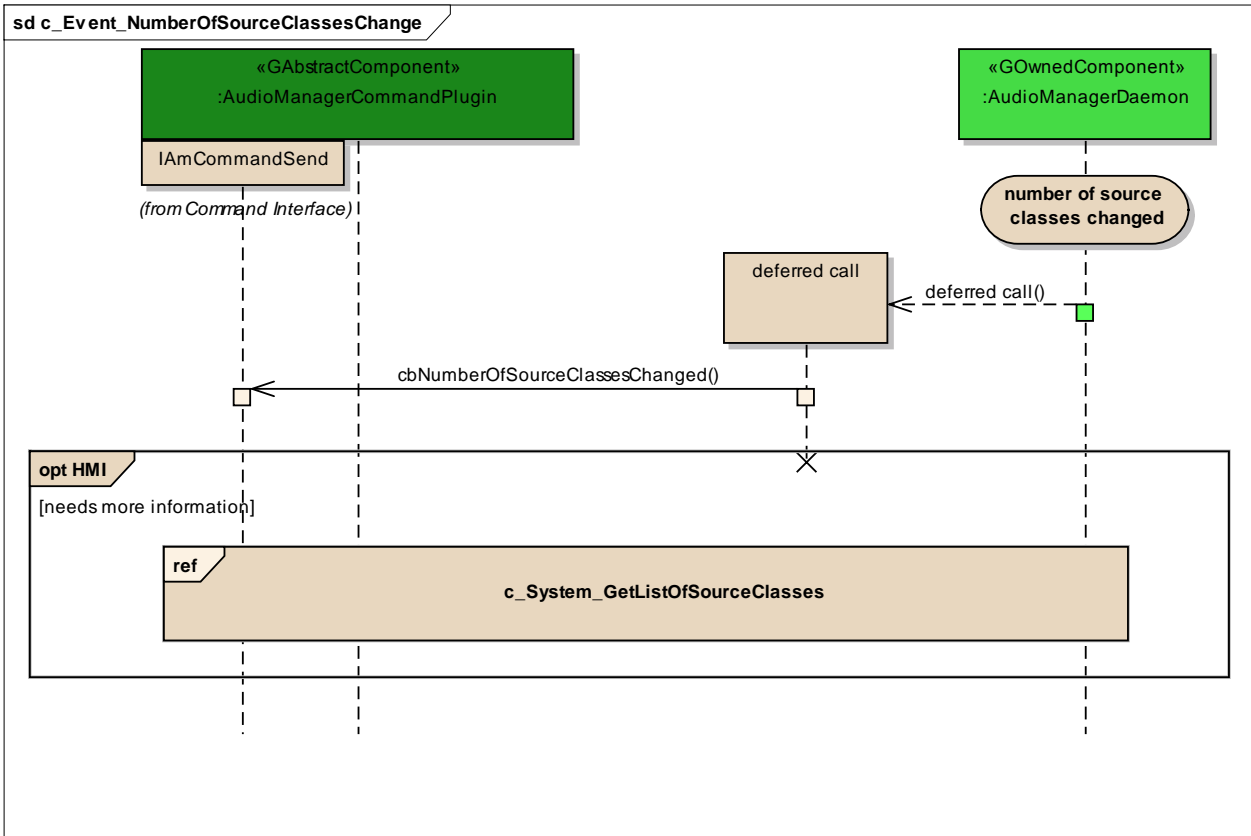 sd c_Event_NumberOfSourceClassesChange
«GAbstractComponent»
:AudioManagerCommandPlugin
«GOwnedComponent»
:AudioManagerDaemon
IAmCommandSend
(from Command Interface)
number of source
classes changed
deferred call
deferred call()
cbNumberOfSourceClassesChanged()
opt HMI
[needs more information]
ref
c_System_GetListOfSourceClasses